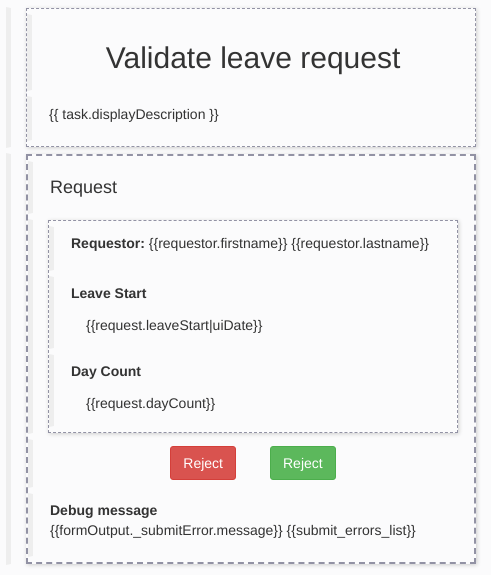 Validate leave request
{{ task.displayDescription }}
Request
Requestor: {{requestor.firstname}} {{requestor.lastname}}
Leave Start
{{request.leaveStart|uiDate}}
Day Count
{{request.dayCount}}
Reject Reject
Debug message
{{formOutput._submitError.message}} {{submit_errors_list}}